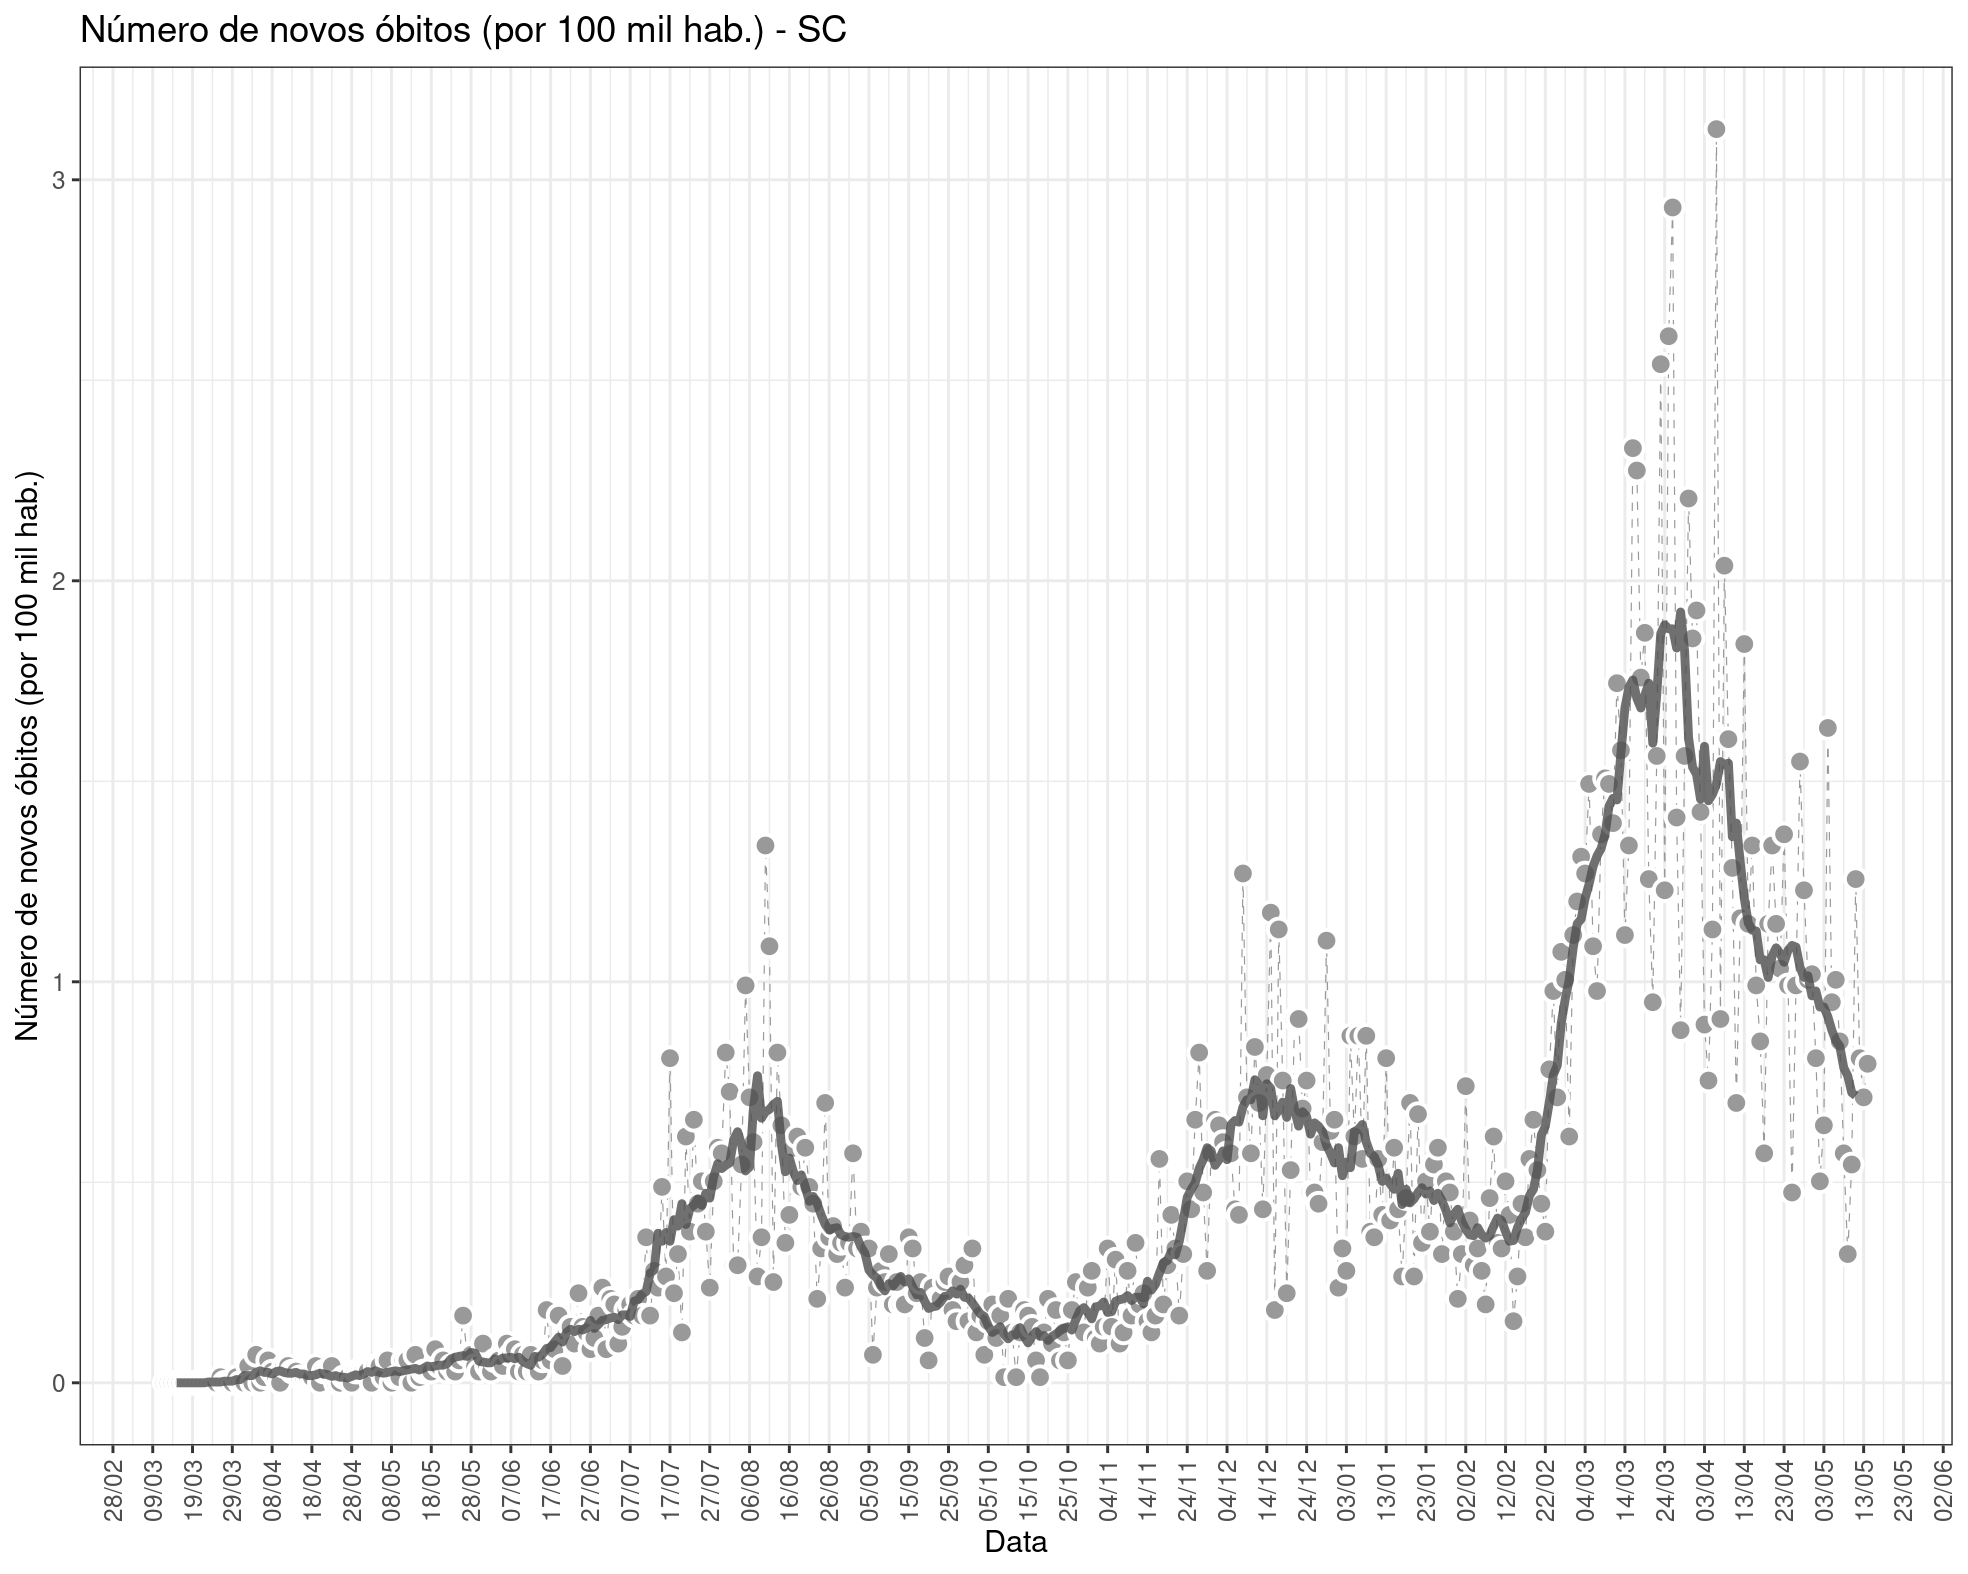 Número de novos óbitos (por 100 mil hab.) - SC
Número de novos óbitos (por 100 mil hab.)
3
2
1
0
28/02 09/03 19/03 29/03 08/04 18/04 28/04 08/05 18/05 28/05 07/06 17/06 27/06 07/07 17/07 27/07 06/08 16/08 26/08 05/09 15/09 25/09 05/10 15/10 25/10 04/11 14/11 24/11 04/12 14/12 24/12 03/01 13/01 23/01 02/02 12/02 22/02 04/03 14/03 24/03 03/04 13/04 23/04 03/05 13/05 23/05 02/06
Data